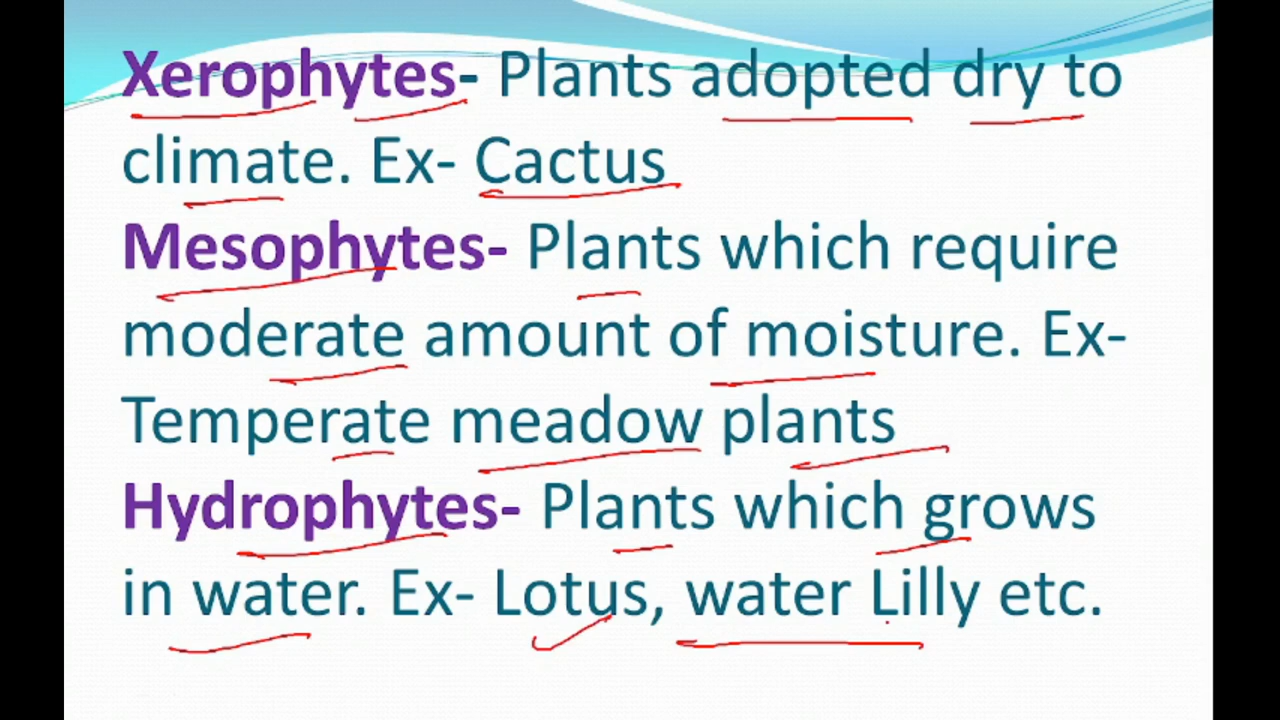 Xerophytes- Plants adopted dry to
climate. Ex- Cactus
Mesophytes- Plants which require
moderate amount of moisture. Ex-
Temperate meadow plants
Hydrophytes- Plants which grows
in water. Ex- Lotus, water Lilly etc.